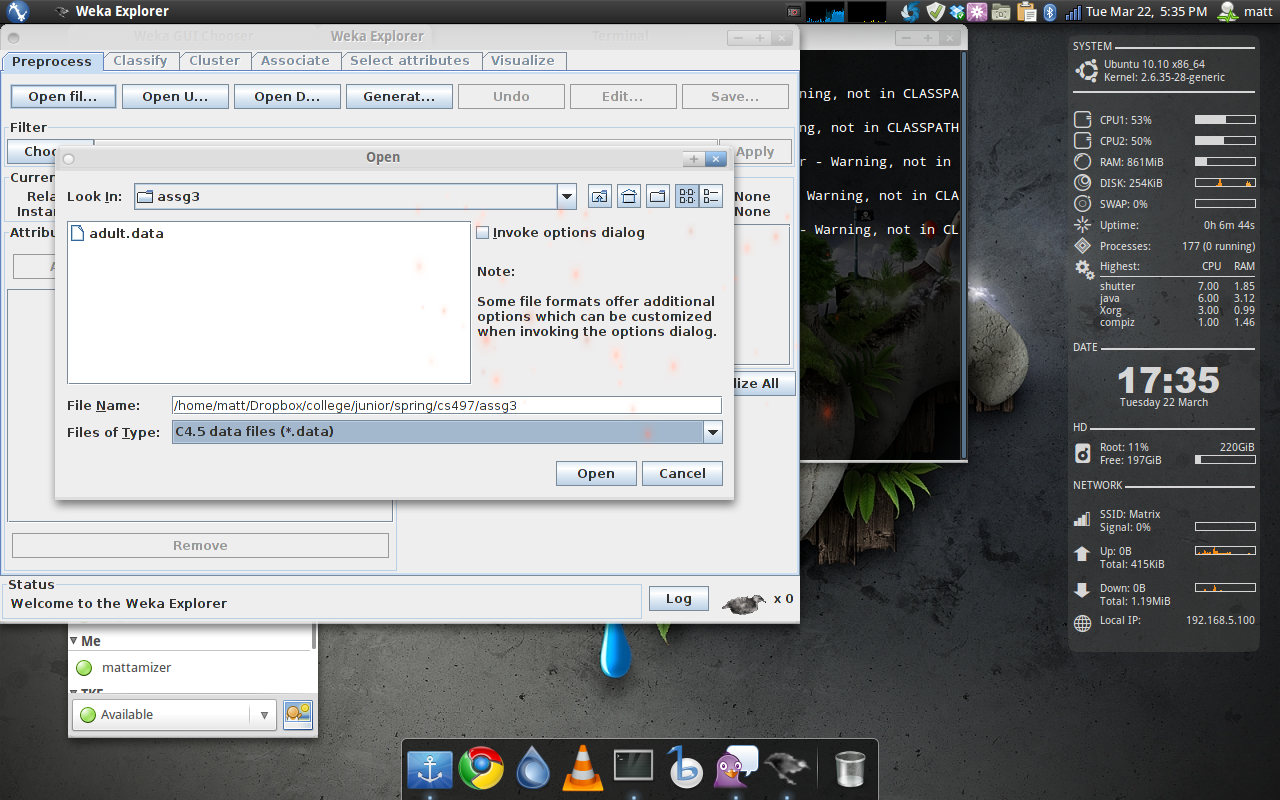 Weka Explorer
Tue Mar 22, 5:35 PM
matt
Weka GUI Chooser
Weka Explorer
Terminal
Preprocess
Classify
Cluster
Associate
Select attributes
Visualize
Open fil...
Open U...
Open D...
Generat...
Undo
Edit...
Save...
Filter
Choo
Apply
Curren
Rela
None
Instan
None
Attribu
A
lize All
Remove
Status
Welcome to the Weka Explorer
Log
x 0
Open
Look In:
assg3
adult.data
Invoke options dialog
Note:
Some file formats offer additional
options which can be customized
when invoking the options dialog.
File Name:
/home/matt/Dropbox/college/junior/spring/cs497/assg3
Files of Type:
C4.5 data files (*.data)
Open
Cancel
ning, not in CLASSPA
ng, not in CLASSPATH
r - Warning, not in
Warning, not in CLA
- Warning, not in CL
Me
mattamizer
TKE
Available
SYSTEM
Ubuntu 10.10 x86_64
Kernel: 2.6.35-28-generic
CPU1: 53%
CPU2: 50%
RAM: 861MiB
DISK: 254KiB
SWAP: 0%
Uptime: 0h 6m 44s
Processes: 177 (0 running)
Highest: CPU RAM
shutter 7.00 1.85
java 6.00 3.12
Xorg 3.00 0.99
compiz 1.00 1.46
DATE
17:35
Tuesday 22 March
HD
Root: 11% 220GiB
Free: 197GiB
NETWORK
SSID: Matrix
Signal: 0%
Up: 0B
Total: 415KiB
Down: 0B
Total: 1.19MiB
Local IP: 192.168.5.100